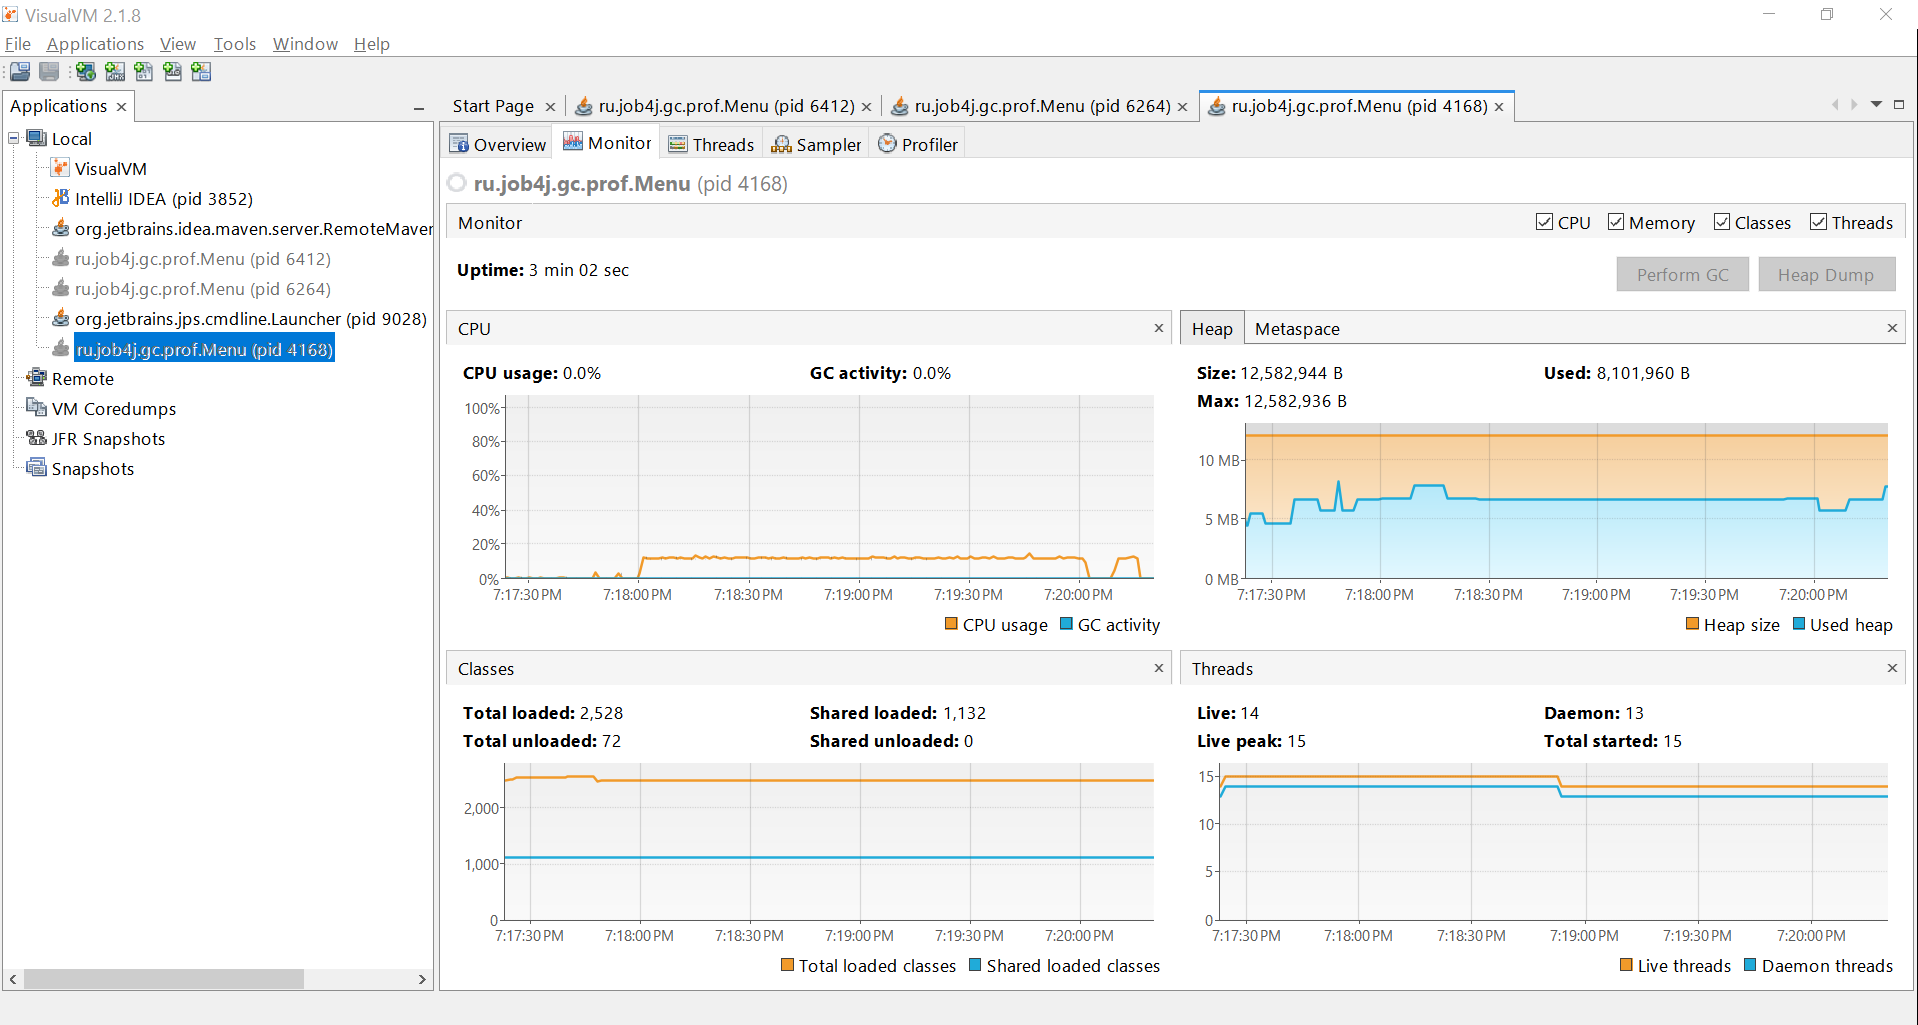 VisualVM 2.1.8
File Applications View Tools Window Help
Applications
Local
VisualVM
IntelliJ IDEA (pid 3852)
org.jetbrains.idea.maven.server.RemoteMaven
ru.job4j.gc.prof.Menu (pid 6412)
ru.job4j.gc.prof.Menu (pid 6264)
org.jetbrains.jps.cmdline.Launcher (pid 9028)
ru.job4j.gc.prof.Menu (pid 4168)
Remote
VM Coredumps
JFR Snapshots
Snapshots
Start Page ru.job4j.gc.prof.Menu (pid 6412) ru.job4j.gc.prof.Menu (pid 6264) ru.job4j.gc.prof.Menu (pid 4168)
Overview Monitor Threads Sampler Profiler
ru.job4j.gc.prof.Menu (pid 4168)
Monitor CPU Memory Classes Threads
Uptime: 3 min 02 sec
Perform GC Heap Dump
CPU
CPU usage: 0.0% GC activity: 0.0%
100%
80%
60%
40%
20%
0%
7:17:30 PM 7:18:00 PM 7:18:30 PM 7:19:00 PM 7:19:30 PM 7:20:00 PM
CPU usage GC activity
Heap Metaspace
Size: 12,582,944 B Used: 8,101,960 B
Max: 12,582,936 B
10 MB
5 MB
0 MB
7:17:30 PM 7:18:00 PM 7:18:30 PM 7:19:00 PM 7:19:30 PM 7:20:00 PM
Heap size Used heap
Classes
Total loaded: 2,528 Shared loaded: 1,132
Total unloaded: 72 Shared unloaded: 0
2,000
1,000
0
7:17:30 PM 7:18:00 PM 7:18:30 PM 7:19:00 PM 7:19:30 PM 7:20:00 PM
Total loaded classes Shared loaded classes
Threads
Live: 14 Daemon: 13
Live peak: 15 Total started: 15
15
10
5
0
7:17:30 PM 7:18:00 PM 7:18:30 PM 7:19:00 PM 7:19:30 PM 7:20:00 PM
Live threads Daemon threads